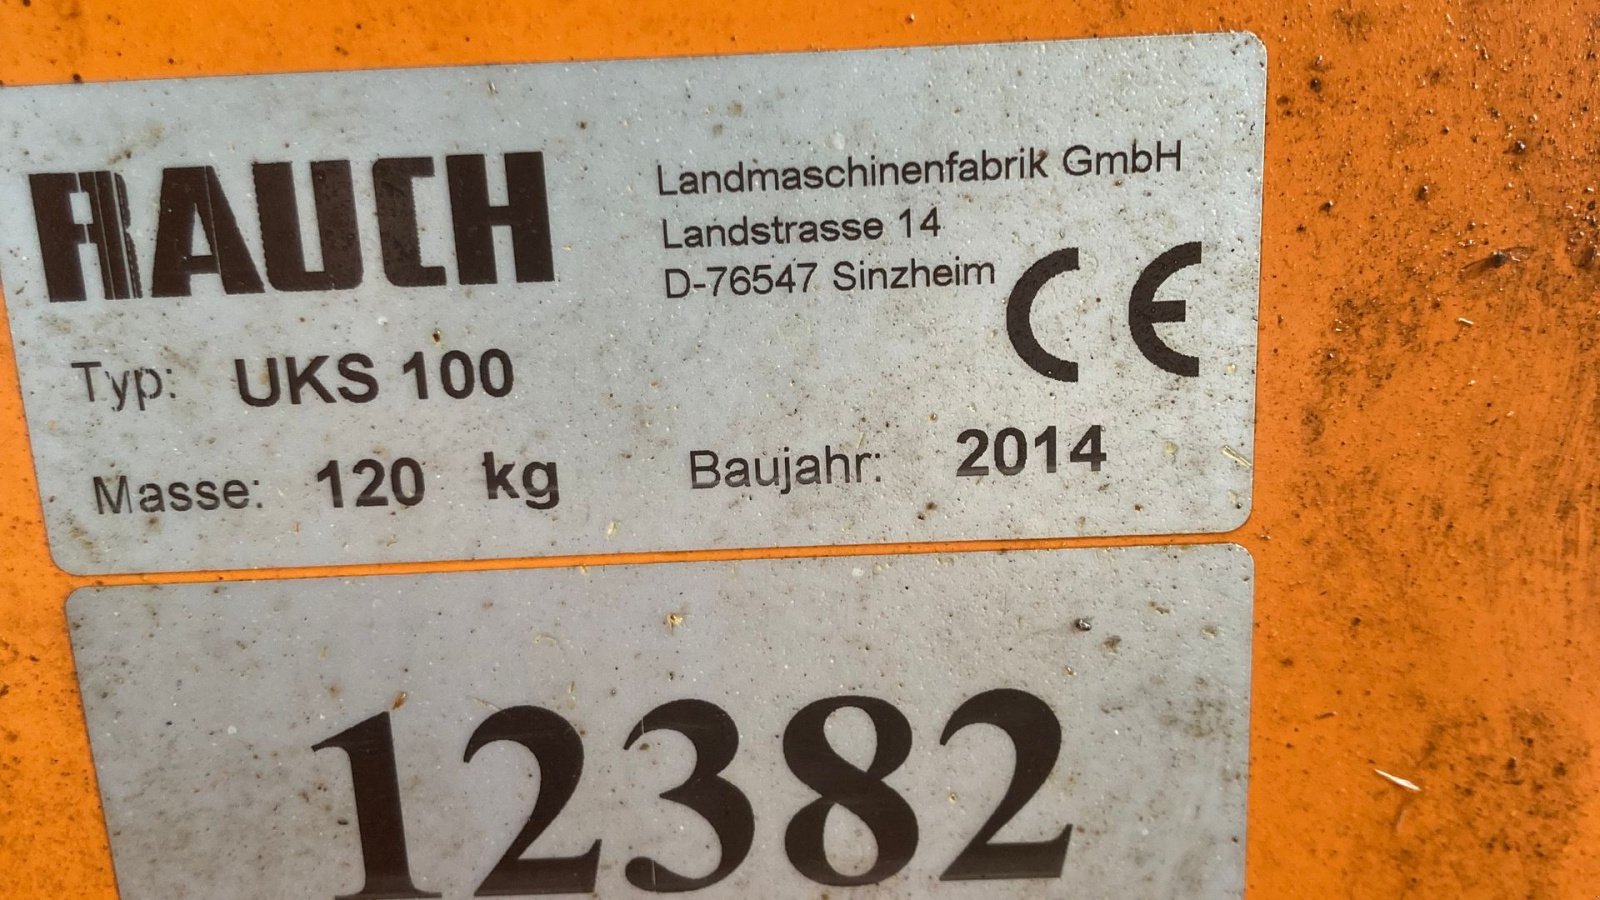 RAUCH
Landmaschinenfabrik GmbH
Landstrasse 14
D-76547 Sinzheim
CE
Typ: UKS 100
Masse: 120 kg
Baujahr: 2014
12382